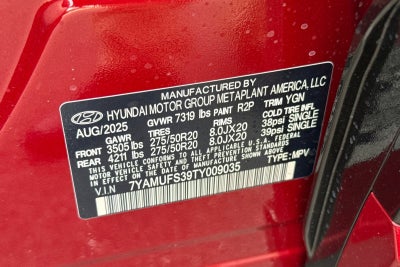 MANUFACTURED BY
HYUNDAI MOTOR GROUP METAPLANT AMERICA, LLC
AUG/2025 GVWR 7319 lbs PAINT R2P TRIM YGN
GAWR TIRES RIMS COLD TIRE INFL
FRONT 3505 lbs 275/50R20 8.0JX20 38psi SINGLE
REAR 4211 lbs 275/50R20 8.0JX20 39psi SINGLE
THIS VEHICLE CONFORMS TO ALL APPLICABLE U.S.A. FEDERAL
MOTOR VEHICLE SAFETY AND THEFT PREVENTION STANDARDS
IN EFFECT ON THE DATE OF MANUFACTURE SHOWN ABOVE.
V.I.N 7YAMUFS39TY009035 TYPE: MPV